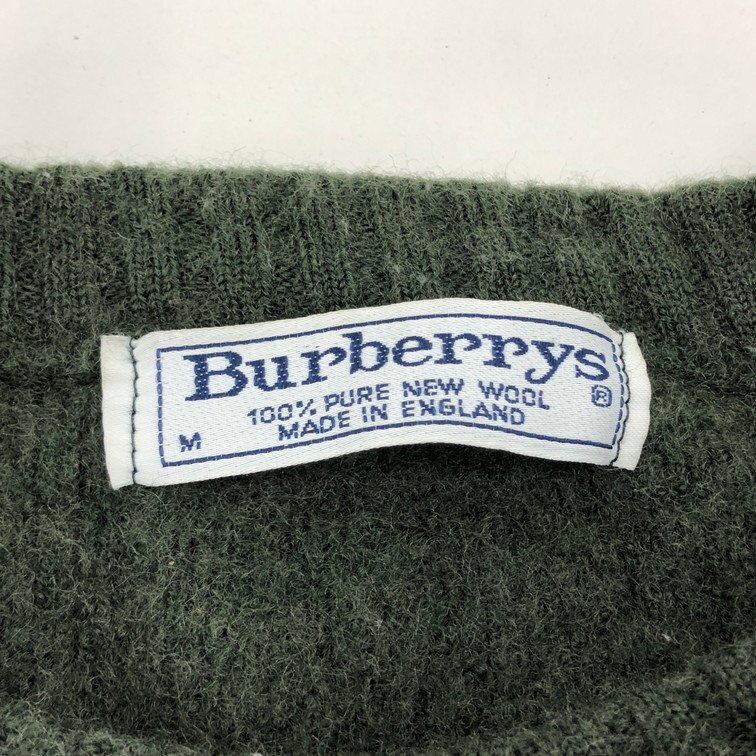 Burberrys
100% PURE NEW WOOL ®
M MADE IN ENGLAND